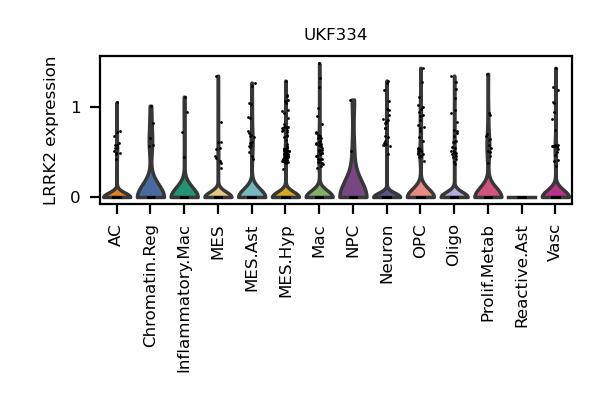 UKF334
LRRK2 expression
1
0
AC
Chromatin.Reg
Inflammatory.Mac
MES
MES.Ast
MES.Hyp
Mac
NPC
Neuron
OPC
Oligo
Prolif.Metab
Reactive.Ast
Vasc